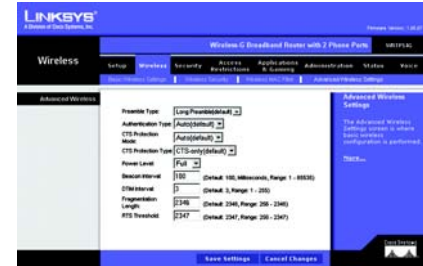 LINKSYS®
A Division of Cisco Systems, Inc.
Wireless-G Broadband Router with 2 Phone Ports
Wireless
Setup Wireless Security Access Restrictions Applications & Gaming Administration Status Voice
Basic Wireless Settings | Wireless Security | Wireless MAC Filter | Advanced Wireless Settings
Advanced Wireless
Preamble Type: Long Preamble(default)
Authentication Type: Auto(default)
CTS Protection Mode: Auto(default)
CTS Protection Type CTS-only(default)
Power Level: Full
Beacon Interval 100 (Default: 100, Milliseconds, Range: 1 - 65535)
DTIM Interval 3 (Default: 3, Range: 1 - 255)
Fragmentation Length 2346 (Default: 2346, Range: 256 - 2346)
RTS Threshold 2347 (Default: 2347, Range: 256 - 2347)
Advanced Wireless Settings
The Advanced Wireless Settings screen is where basic wireless configuration is performed.
More...
Save Settings Cancel Changes
Cisco Systems